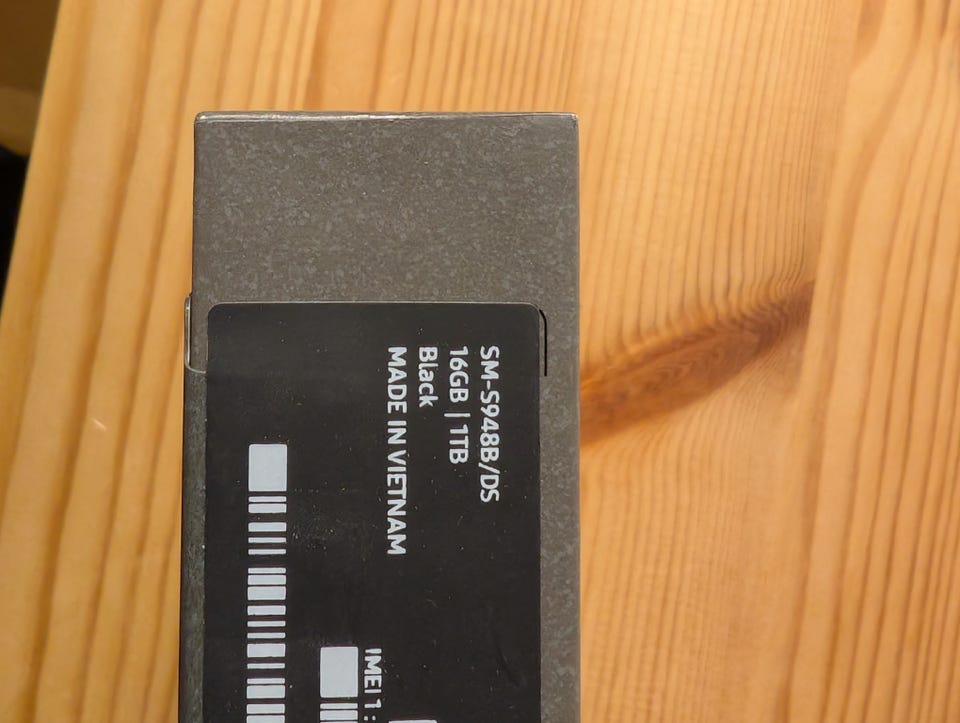 SM-S948B/DS
16GB | 1TB
Black
MADE IN VIETNAM
IMEI 1: